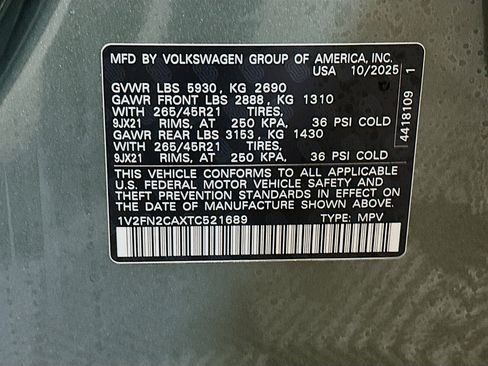 MFD BY VOLKSWAGEN GROUP OF AMERICA, INC.
USA 10/2025
GVWR LBS 5930, KG 2690
GAWR FRONT LBS 2888, KG 1310
WITH 265/45R21 TIRES,
9JX21 RIMS, AT 250 KPA, 36 PSI COLD
GAWR REAR LBS 3153, KG 1430
WITH 265/45R21 TIRES,
9JX21 RIMS, AT 250 KPA, 36 PSI COLD
THIS VEHICLE CONFORMS TO ALL APPLICABLE
U.S. FEDERAL MOTOR VEHICLE SAFETY AND
THEFT PREVENTION STANDARDS IN EFFECT ON
THE DATE OF MANUFACTURE SHOWN ABOVE.
1V2FN2CAXTC521689 TYPE: MPV
4418109 1